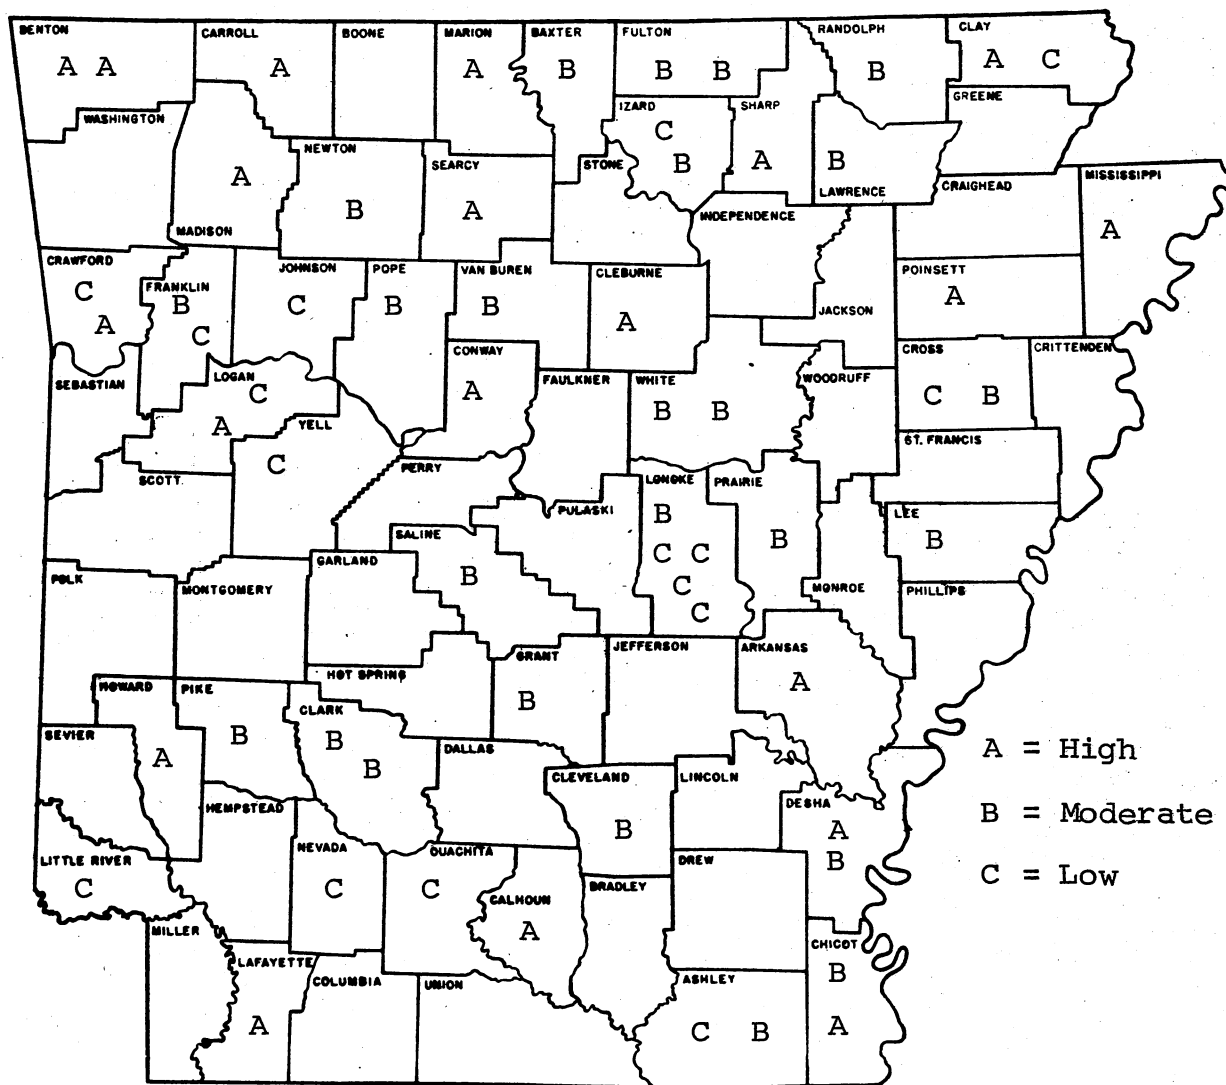 BENTON
A A
CARROLL
A
BOONE
MARION
A
BAXTER
B
FULTON
B B
RANDOLPH
B
CLAY
A C
WASHINGTON
MADISON
A
NEWTON
B
SEARCY
A
STONE
IZARD
C
B
SHARP
A
LAWRENCE
B
GREENE
CRAIGHEAD
MISSISSIPPI
A
INDEPENDENCE
CRAWFORD
C
A
FRANKLIN
B
C
JOHNSON
C
POPE
B
VAN BUREN
B
CLEBURNE
A
JACKSON
POINSETT
A
SEBASTIAN
LOGAN
C
A
YELL
C
CONWAY
A
FAULKNER
WHITE
B B
WOODRUFF
CROSS
C B
CRITTENDEN
ST. FRANCIS
SCOTT
PERRY
PULASKI
LONOKE
B
C C
C
C
PRAIRIE
B
LEE
B
POLK
MONTGOMERY
GARLAND
SALINE
B
MONROE
PHILLIPS
HOT SPRING
GRANT
B
JEFFERSON
ARKANSAS
A
HOWARD
A
PIKE
B
CLARK
B
B
SEVIER
DALLAS
CLEVELAND
B
LINCOLN
DESHA
A
B
HEMPSTEAD
LITTLE RIVER
C
NEVADA
C
OUACHITA
C
CALHOUN
A
BRADLEY
DREW
MILLER
LAFAYETTE
A
COLUMBIA
UNION
ASHLEY
C B
CHICOT
B
A
A = High
B = Moderate
C = Low